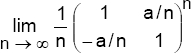 lim n→∞ 1/n ( 1 a/n
-a/n 1 )^n